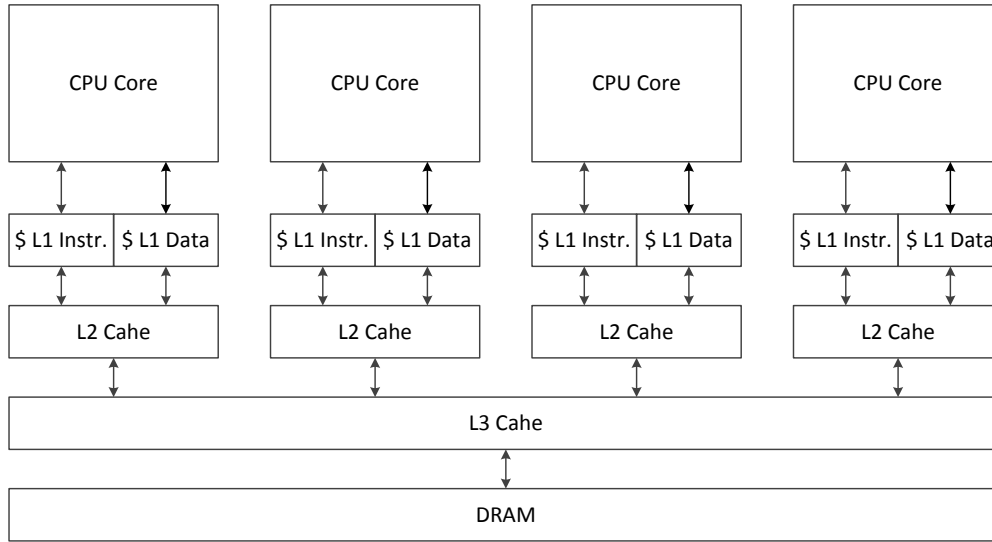 CPU Core
CPU Core
CPU Core
CPU Core
$ L1 Instr.
$ L1 Data
$ L1 Instr.
$ L1 Data
$ L1 Instr.
$ L1 Data
$ L1 Instr.
$ L1 Data
L2 Cahe
L2 Cahe
L2 Cahe
L2 Cahe
L3 Cahe
DRAM